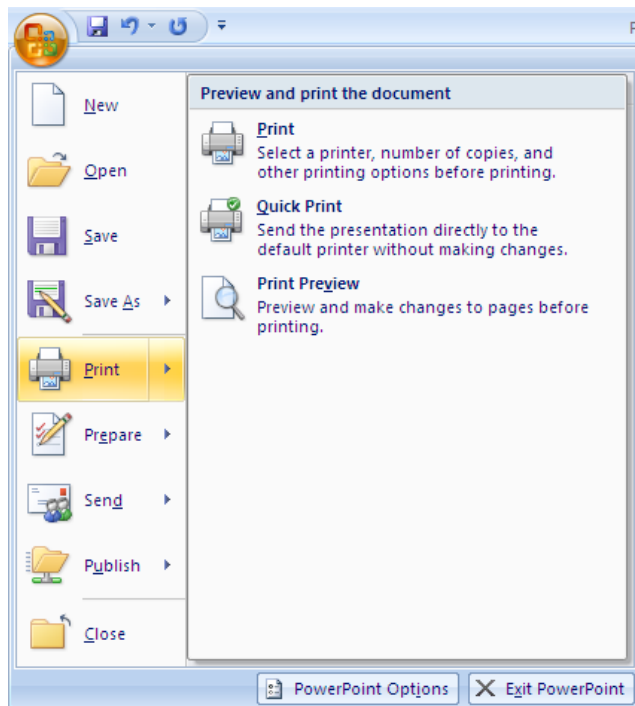 New
Open
Save
Save As
Print
Prepare
Send
Publish
Close
Preview and print the document
Print
Select a printer, number of copies, and
other printing options before printing.
Quick Print
Send the presentation directly to the
default printer without making changes.
Print Preview
Preview and make changes to pages before
printing.
PowerPoint Options
Exit PowerPoint